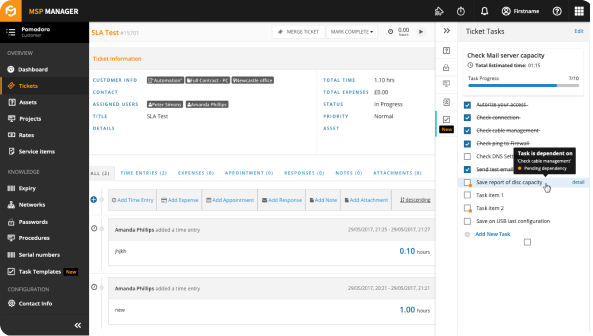 MSP MANAGER
Firstname
Pomodoro
Customer
OVERVIEW
Dashboard
Tickets
Assets
Projects
Rates
Service items
KNOWLEDGE
Expiry
Networks
Passwords
Procedures
Serial numbers
Task Templates New
CONFIGURATION
Contact Info
SLA Test #15701
MERGE TICKET
MARK COMPLETE
0.00
hours
Ticket information
CUSTOMER INFO
"Automation"
Full Contract - PC
Newcastle office
CONTACT
ASSIGNED USERS
Peter Simons
Amanda Phillips
TITLE
SLA Test
DETAILS
TOTAL TIME
1.10 hrs
TOTAL EXPENSES
£0.00
STATUS
In Progress
PRIORITY
Normal
ASSET
ALL (2)
TIME ENTRIES (2)
EXPENSES (0)
APPOINTMENT (0)
RESPONSES (0)
NOTES (0)
ATTACHMENTS (0)
Add Time Entry
Add Expense
Add Appointment
Add Response
Add Note
Add Attachment
descending
Amanda Phillips added a time entry
29/05/2017, 21:25 - 29/05/2017, 21:27
jhjkh
0.10 hours
Amanda Phillips added a time entry
29/05/2017, 20:21 - 29/05/2017, 21:21
new
1.00 hours
New
Ticket Tasks
Edit
Check Mail server capacity
Total Estimated time: 01:15
Task Progress
7/10
Autorize your access.
Check connection
Check cable management
Check ping to Firewall
Check DNS Set
Send test email
Task is dependent on
'Check cable management'
Pending dependency
Save report of disc capacity
detail
Task item 1
Task item 2
Save on USB last configuration
Add New Task